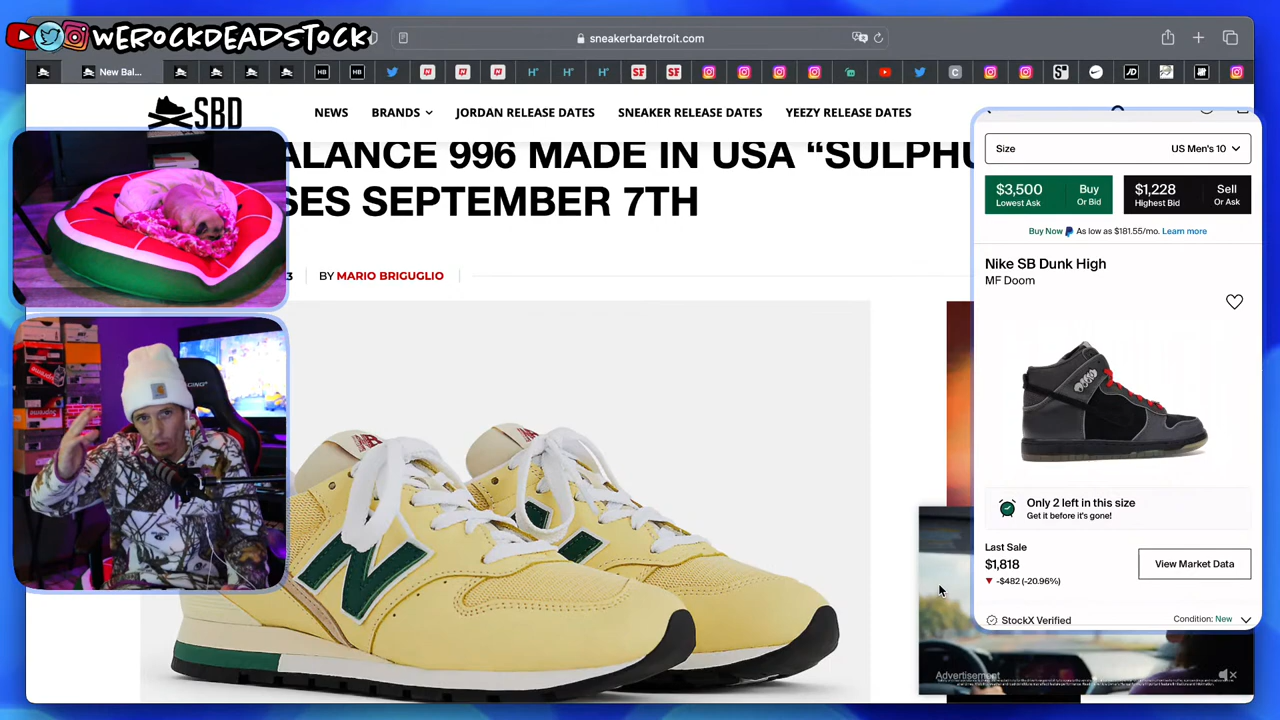 WEROCKDEADSTOCK
sneakerbardetroit.com
New Bal...
SBD
NEWS
BRANDS
JORDAN RELEASE DATES
SNEAKER RELEASE DATES
YEEZY RELEASE DATES
ALANCE 996 MADE IN USA “SULPHU
SES SEPTEMBER 7TH
3
BY MARIO BRIGUGLIO
N
Size
US Men's 10
$3,500
Lowest Ask
Buy
Or Bid
$1,228
Highest Bid
Sell
Or Ask
Buy Now
As low as $181.55/mo. Learn more
Nike SB Dunk High
MF Doom
Only 2 left in this size
Get it before it's gone!
Last Sale
$1,818
-$482 (-20.96%)
View Market Data
StockX Verified
Condition: New
Advertisement